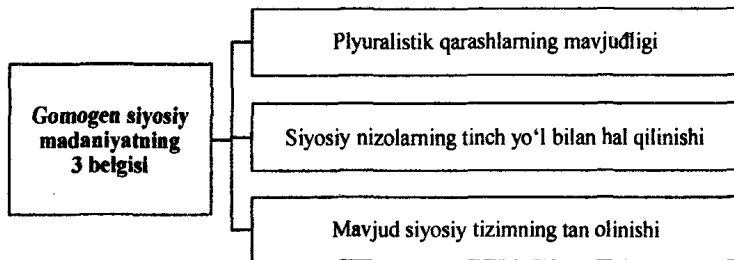 Gomogen siyosiy
madaniyatning
3 belgisi
Plyuralistik qarashlarning mavjudligi
Siyosiy nizolarning tinch yo‘l bilan hal qilinishi
Mavjud siyosiy tizimning tan olinishi